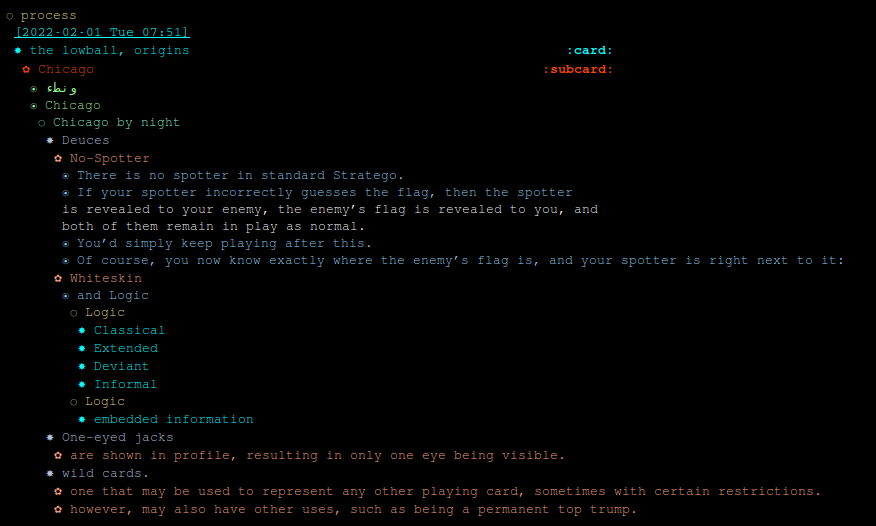 process
[2022-02-01 Tue 07:51]
the lowball, origins :card:
Chicago :subcard:
ونطء
Chicago
Chicago by night
Deuces
No-Spotter
There is no spotter in standard Stratego.
If your spotter incorrectly guesses the flag, then the spotter
is revealed to your enemy, the enemy’s flag is revealed to you, and
both of them remain in play as normal.
You’d simply keep playing after this.
Of course, you now know exactly where the enemy’s flag is, and your spotter is right next to it:
Whiteskin
and Logic
Logic
Classical
Extended
Deviant
Informal
Logic
embedded information
One-eyed jacks
are shown in profile, resulting in only one eye being visible.
wild cards.
one that may be used to represent any other playing card, sometimes with certain restrictions.
however, may also have other uses, such as being a permanent top trump.